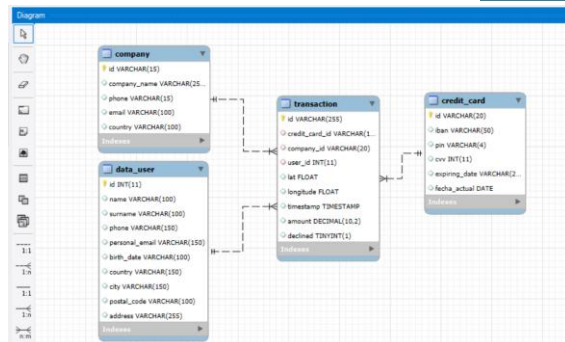 Diagram
company
id VARCHAR(15)
company_name VARCHAR(25...
phone VARCHAR(15)
email VARCHAR(100)
country VARCHAR(100)
Indexes
data_user
id INT(11)
name VARCHAR(100)
surname VARCHAR(100)
phone VARCHAR(150)
personal_email VARCHAR(150)
birth_date VARCHAR(100)
country VARCHAR(150)
city VARCHAR(150)
postal_code VARCHAR(100)
address VARCHAR(255)
Indexes
transaction
id VARCHAR(255)
credit_card_id VARCHAR(1...
company_id VARCHAR(20)
user_id INT(11)
lat FLOAT
longitude FLOAT
timestamp TIMESTAMP
amount DECIMAL(10,2)
declined TINYINT(1)
Indexes
credit_card
id VARCHAR(20)
iban VARCHAR(50)
pin VARCHAR(4)
cvv INT(11)
expiring_date VARCHAR(2...
fecha_actual DATE
Indexes
1:1
1:n
1:1
1:n
n:m